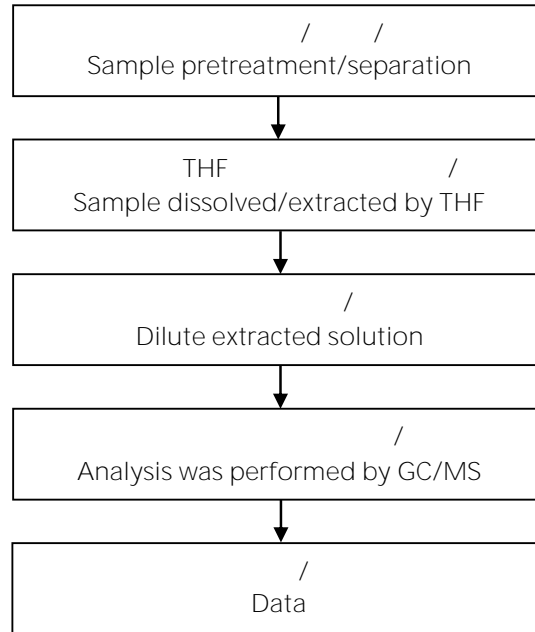 / /
Sample pretreatment/separation
THF /
Sample dissolved/extracted by THF
/
Dilute extracted solution
/
Analysis was performed by GC/MS
/
Data